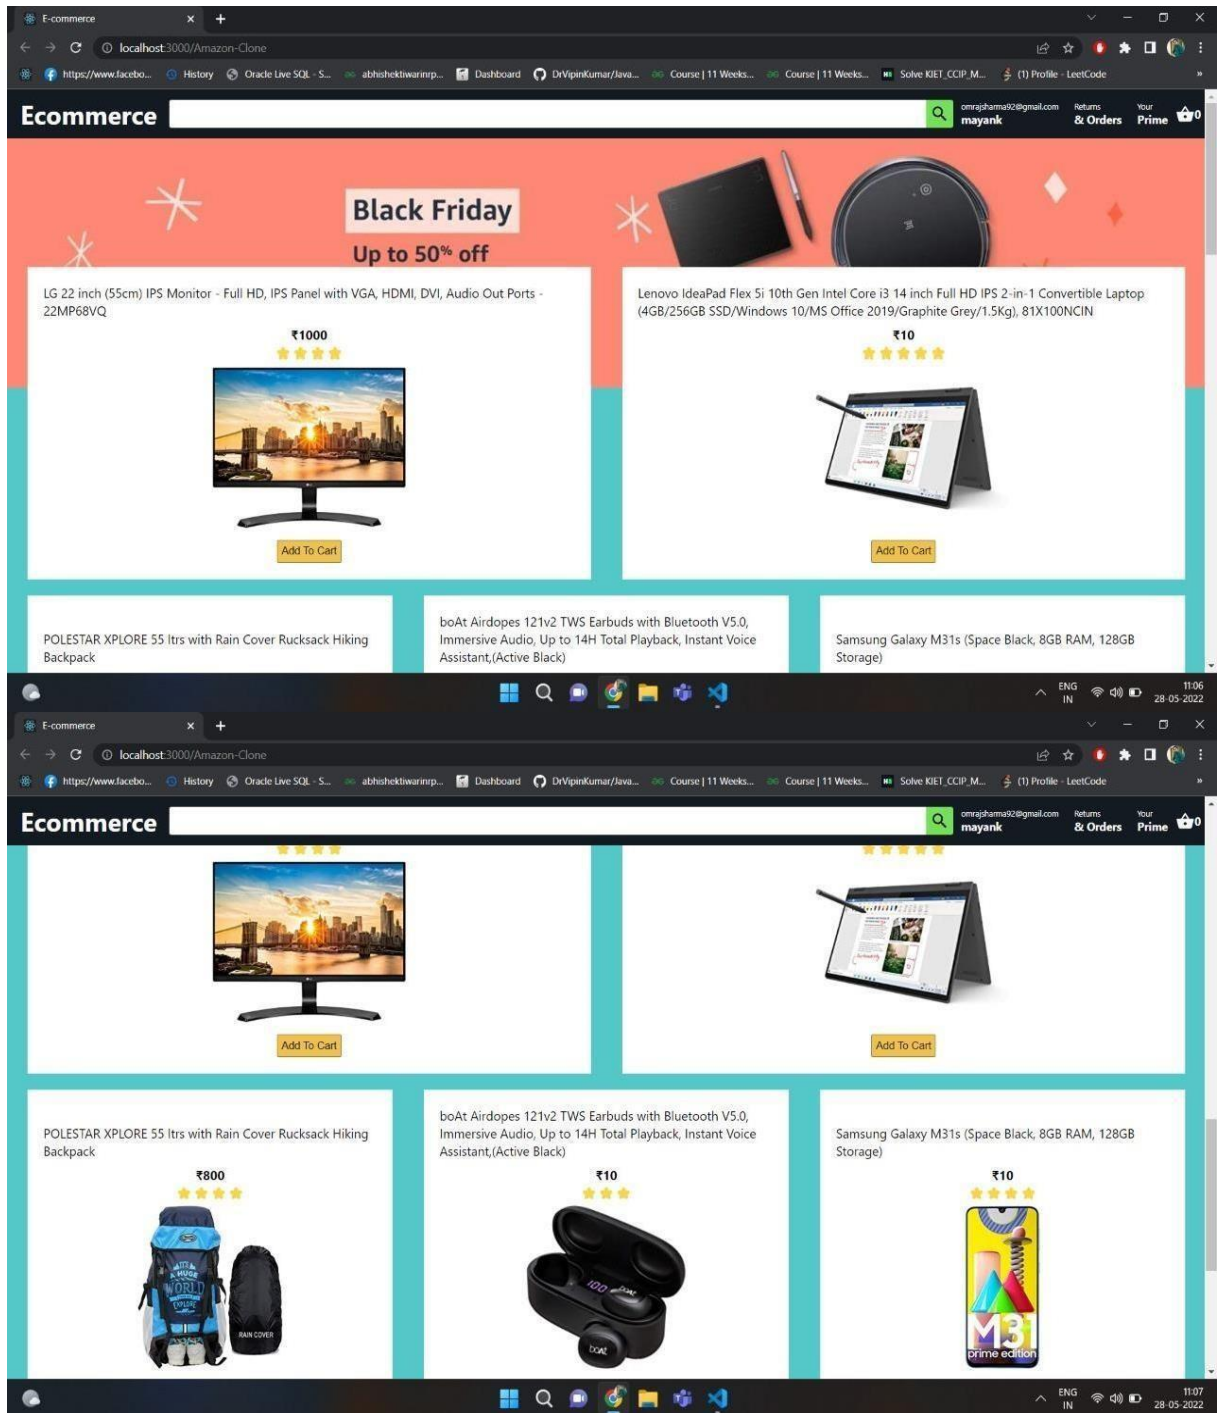 E-commerce
localhost:3000/Amazon-Clone
https://www.facebo... History Oracle Live SQL - S... abhishektiwarinrp... Dashboard DrVipinKumar/Java... Course | 11 Weeks... Course | 11 Weeks... Solve KIET_CCIP_M... (1) Profile - LeetCode »
Ecommerce
omrajsharma92@gmail.com
mayank
Returns
& Orders
Your
Prime
0
Black Friday
Up to 50% off
LG 22 inch (55cm) IPS Monitor - Full HD, IPS Panel with VGA, HDMI, DVI, Audio Out Ports -
22MP68VQ
₹1000
Add To Cart
Lenovo IdeaPad Flex 5i 10th Gen Intel Core i3 14 inch Full HD IPS 2-in-1 Convertible Laptop
(4GB/256GB SSD/Windows 10/MS Office 2019/Graphite Grey/1.5Kg), 81X100NCIN
₹10
Add To Cart
POLESTAR XPLORE 55 ltrs with Rain Cover Rucksack Hiking
Backpack
boAt Airdopes 121v2 TWS Earbuds with Bluetooth V5.0,
Immersive Audio, Up to 14H Total Playback, Instant Voice
Assistant,(Active Black)
Samsung Galaxy M31s (Space Black, 8GB RAM, 128GB
Storage)
ENG
IN
11:06
28-05-2022
E-commerce
localhost:3000/Amazon-Clone
https://www.facebo... History Oracle Live SQL - S... abhishektiwarinrp... Dashboard DrVipinKumar/Java... Course | 11 Weeks... Course | 11 Weeks... Solve KIET_CCIP_M... (1) Profile - LeetCode »
Ecommerce
omrajsharma92@gmail.com
mayank
Returns
& Orders
Your
Prime
0
Add To Cart
Add To Cart
POLESTAR XPLORE 55 ltrs with Rain Cover Rucksack Hiking
Backpack
₹800
A HUGE
WORLD
EXPLORE
RAIN COVER
boAt Airdopes 121v2 TWS Earbuds with Bluetooth V5.0,
Immersive Audio, Up to 14H Total Playback, Instant Voice
Assistant,(Active Black)
₹10
100
boAt
boAt
Samsung Galaxy M31s (Space Black, 8GB RAM, 128GB
Storage)
₹10
M31
prime edition
ENG
IN
11:07
28-05-2022